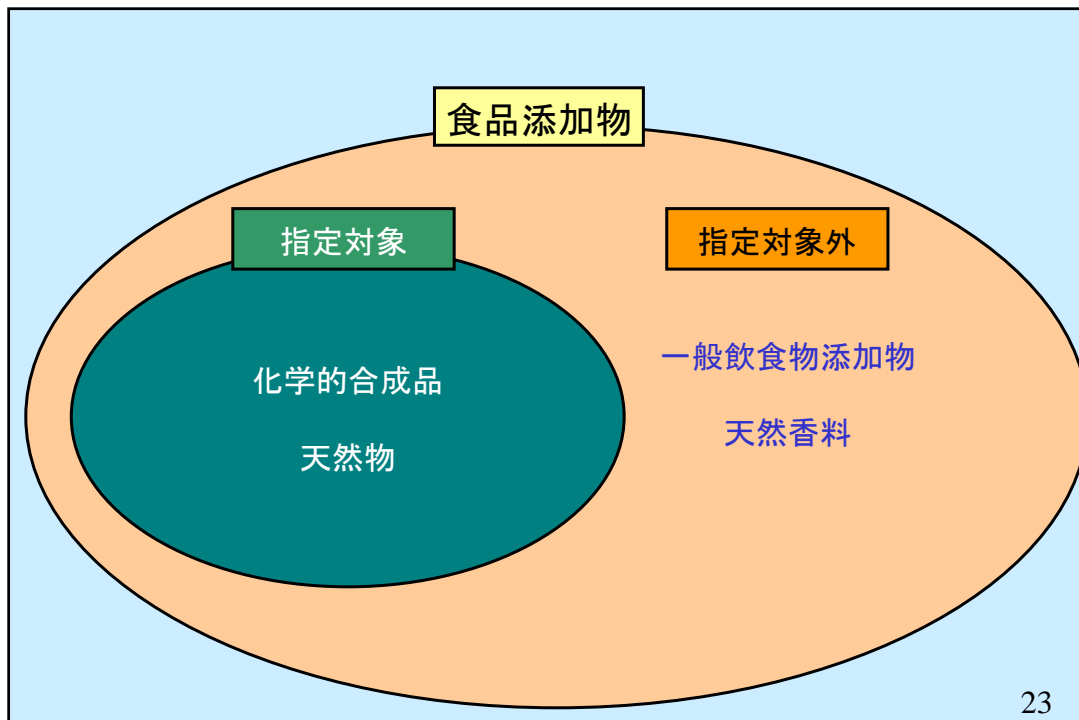 食品添加物
指定対象
指定対象外
化学的合成品
天然物
一般飲食物添加物
天然香料
23